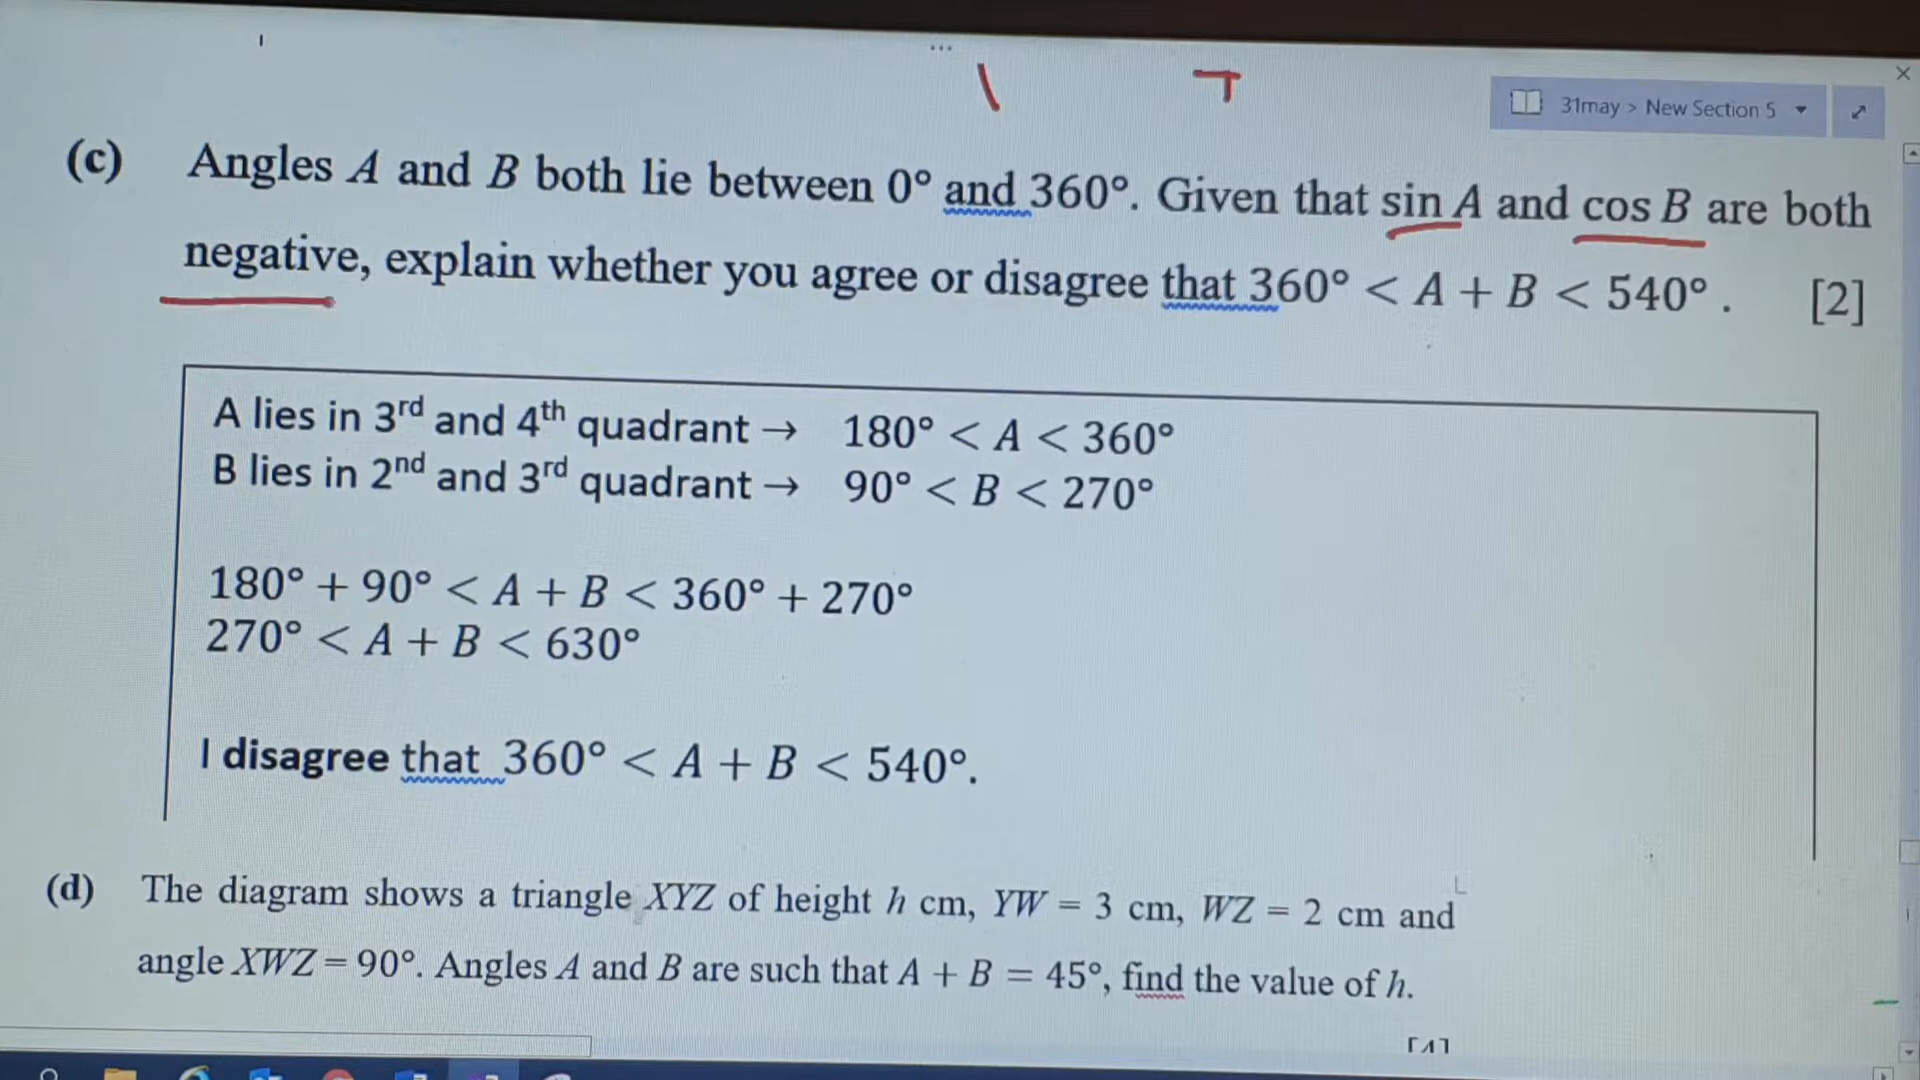 31may > New Section 5
(c) Angles A and B both lie between 0° and 360°. Given that sin A and cos B are both
negative, explain whether you agree or disagree that 360° < A + B < 540° . [2]
A lies in 3rd and 4th quadrant → 180° < A < 360°
B lies in 2nd and 3rd quadrant → 90° < B < 270°
180° + 90° < A + B < 360° + 270°
270° < A + B < 630°
I disagree that 360° < A + B < 540°.
(d) The diagram shows a triangle XYZ of height h cm, YW = 3 cm, WZ = 2 cm and
angle XWZ = 90°. Angles A and B are such that A + B = 45°, find the value of h.